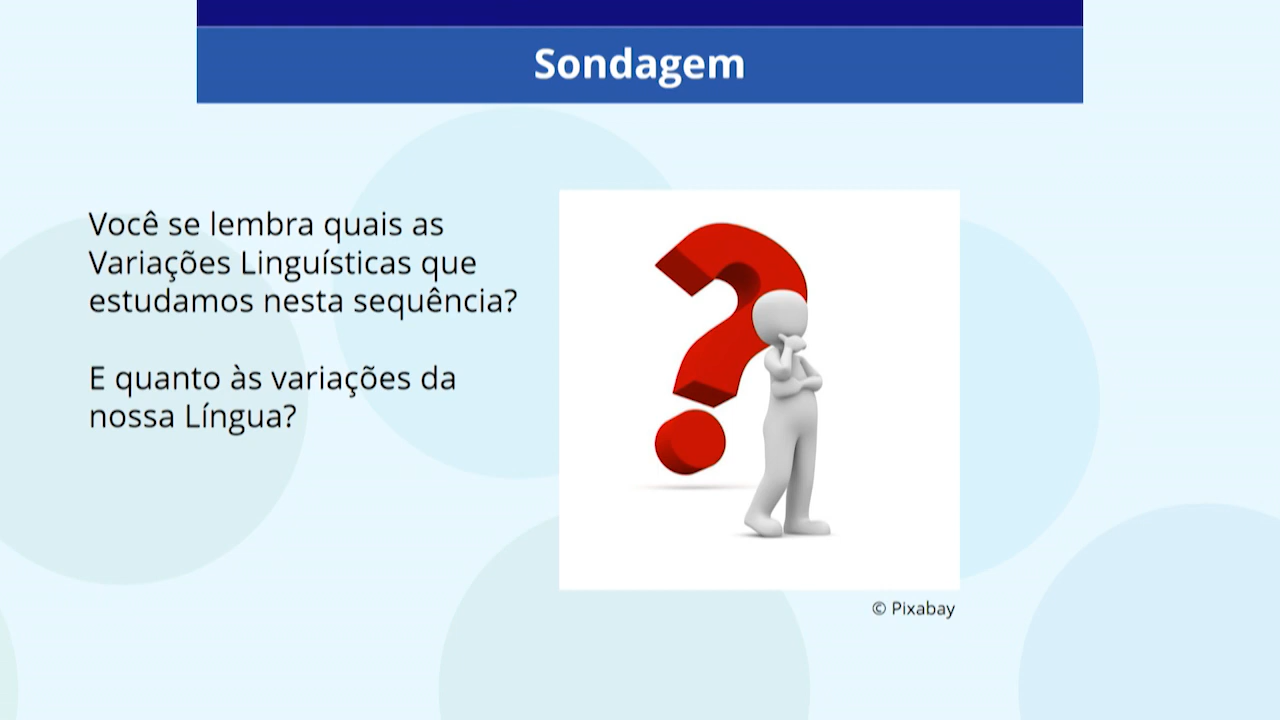 Sondagem
Você se lembra quais as
Variações Linguísticas que
estudamos nesta sequência?
E quanto às variações da
nossa Língua?
© Pixabay